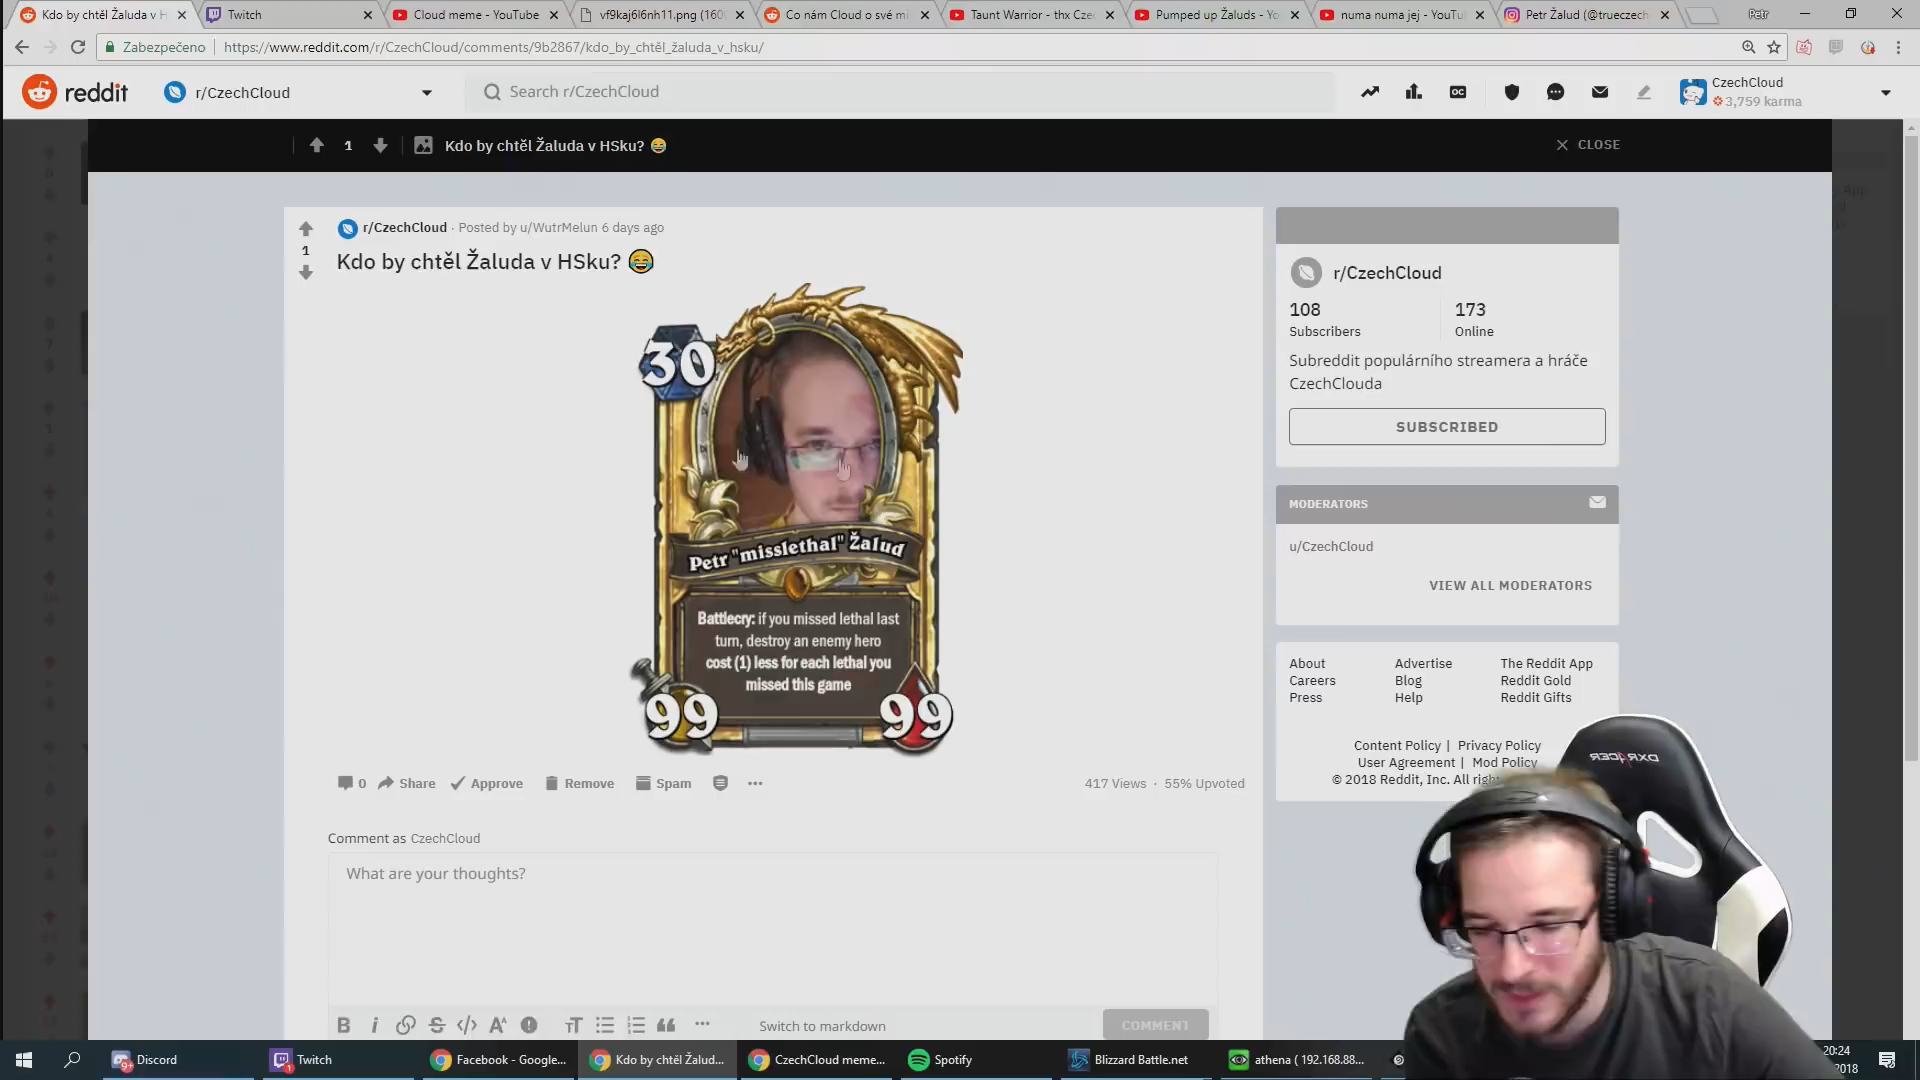 Kdo by chtěl Žaluda v H
Twitch
Cloud meme - YouTube
vf9kaj6l6nh11.png (160
Co nám Cloud o své m
Taunt Warrior - thx Cze
Pumped up Žaluds - Yo
numa numa jej - YouTu
Petr Žalud (@trueczech
Petr
Zabezpečeno
https://www.reddit.com/r/CzechCloud/comments/9b2867/kdo_by_chtěl_žaluda_v_hsku/
reddit
r/CzechCloud
Search r/CzechCloud
OC
CzechCloud
3,759 karma
1
Kdo by chtěl Žaluda v HSku? 😂
CLOSE
r/CzechCloud · Posted by u/WutrMelun 6 days ago
1
Kdo by chtěl Žaluda v HSku? 😂
30
Petr "misslethal" Žalud
Battlecry: if you missed lethal last
turn, destroy an enemy hero
cost (1) less for each lethal you
missed this game
99
99
0
Share
Approve
Remove
Spam
417 Views · 55% Upvoted
Comment as CzechCloud
What are your thoughts?
Switch to markdown
COMMENT
r/CzechCloud
108
173
Subscribers
Online
Subreddit populárního streamera a hráče
CzechClouda
SUBSCRIBED
MODERATORS
u/CzechCloud
VIEW ALL MODERATORS
About
Advertise
The Reddit App
Careers
Blog
Reddit Gold
Press
Help
Reddit Gifts
Content Policy | Privacy Policy
User Agreement | Mod Policy
© 2018 Reddit, Inc. All righ
DXRACER
Discord
9+
Twitch
1
Facebook - Google...
Kdo by chtěl Žalud...
CzechCloud meme...
Spotify
Blizzard Battle.net
athena ( 192.168.88...
20:24
2018